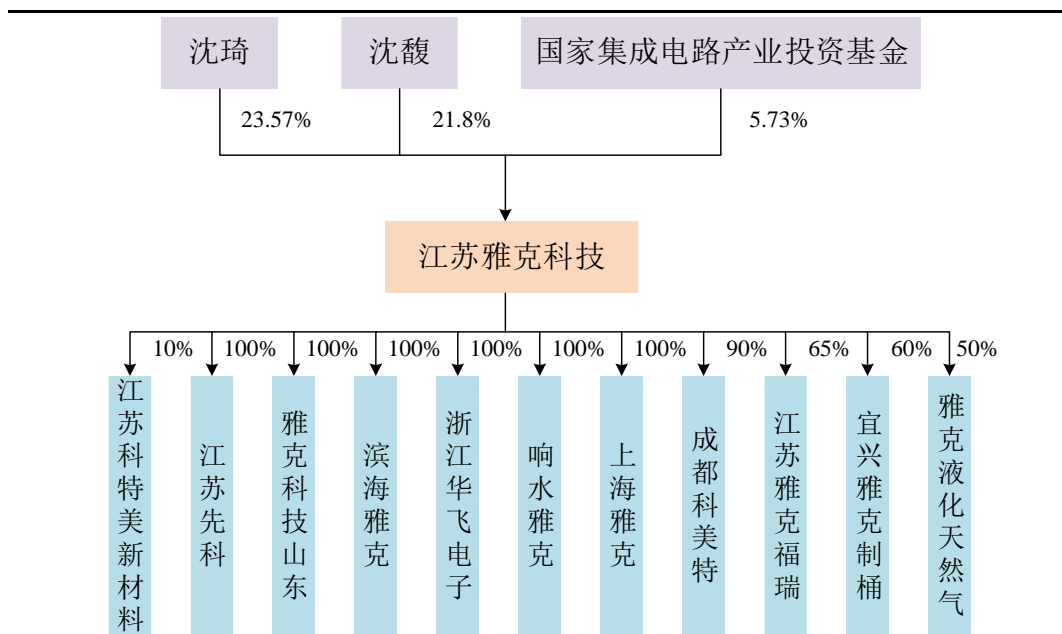 沈琦
沈馥
国家集成电路产业投资基金
23.57%
21.8%
5.73%
江苏雅克科技
10%
100%
100%
100%
100%
100%
100%
90%
65%
60%
50%
江苏科特美新材料
江苏先科
雅克科技山东
滨海雅克
浙江华飞电子
响水雅克
上海雅克
成都科美特
江苏雅克福瑞
宜兴雅克制桶
雅克液化天然气